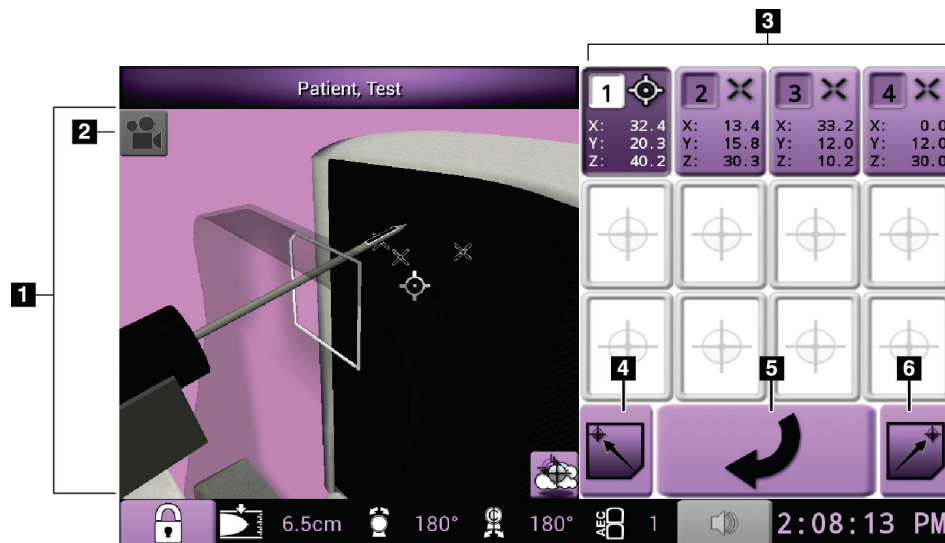 3
Patient, Test
1
2
1 2 3 4
X: 32.4 X: 13.4 X: 33.2 X: 0.0
Y: 20.3 Y: 15.8 Y: 12.0 Y: 12.0
Z: 40.2 Z: 30.3 Z: 10.2 Z: 30.0
4 5 6
6.5cm 180° C 180° AEC 1 2:08:13 PM